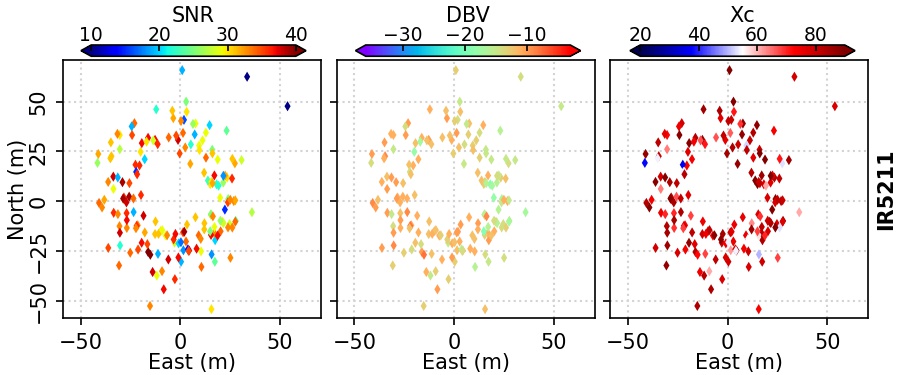 SNR DBV Xc
10 20 30 40 −30 −20 −10 20 40 60 80
50
25
0
−25
−50
North (m)
−50 0 50 −50 0 50 −50 0 50
East (m) East (m) East (m)
IR5211